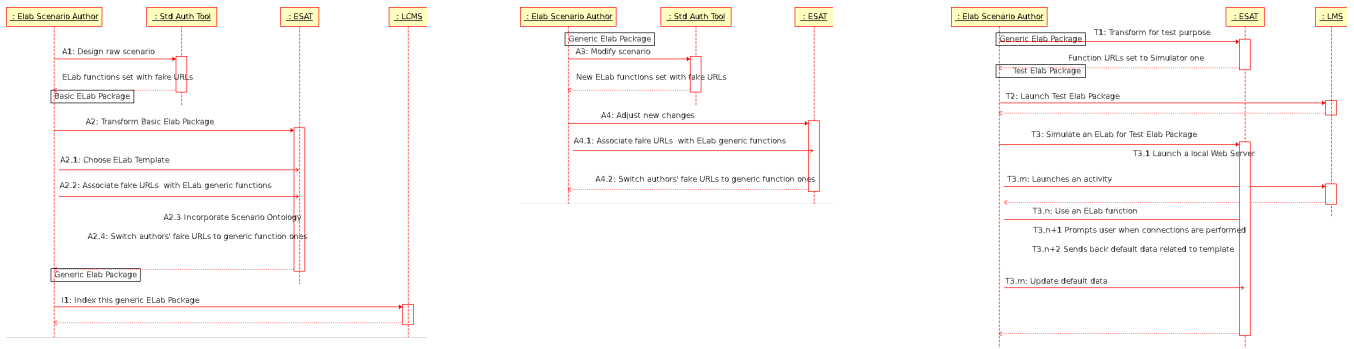 : Elab Scenario Author
: Std Auth Tool
: ESAT
: LCMS
A1: Design raw scenario
ELab functions set with fake URLs
Basic ELab Package
A2: Transform Basic Elab Package
A2.1: Choose ELab Template
A2.2: Associate fake URLs  with ELab generic functions
A2.3 Incorporate Scenario Ontology
A2.4: Switch authors' fake URLs to generic function ones
Generic Elab Package
I1: Index this generic ELab Package
: Elab Scenario Author
: Std Auth Tool
: ESAT
Generic Elab Package
A3: Modify scenario
New ELab functions set with fake URLs
A4: Adjust new changes
A4.1: Associate fake URLs  with ELab generic functions
A4.2: Switch authors' fake URLs to generic function ones
: Elab Scenario Author
: ESAT
: LMS
T1: Transform for test purpose
Generic Elab Package
Function URLs set to Simulator one
Test Elab Package
T2: Launch Test Elab Package
T3: Simulate an ELab for Test Elab Package
T3.1 Launch a local Web Server
T3.m: Launches an activity
T3.n: Use an ELab function
T3.n+1 Prompts user when connections are performed
T3.n+2 Sends back default data related to template
T3.m: Update default data